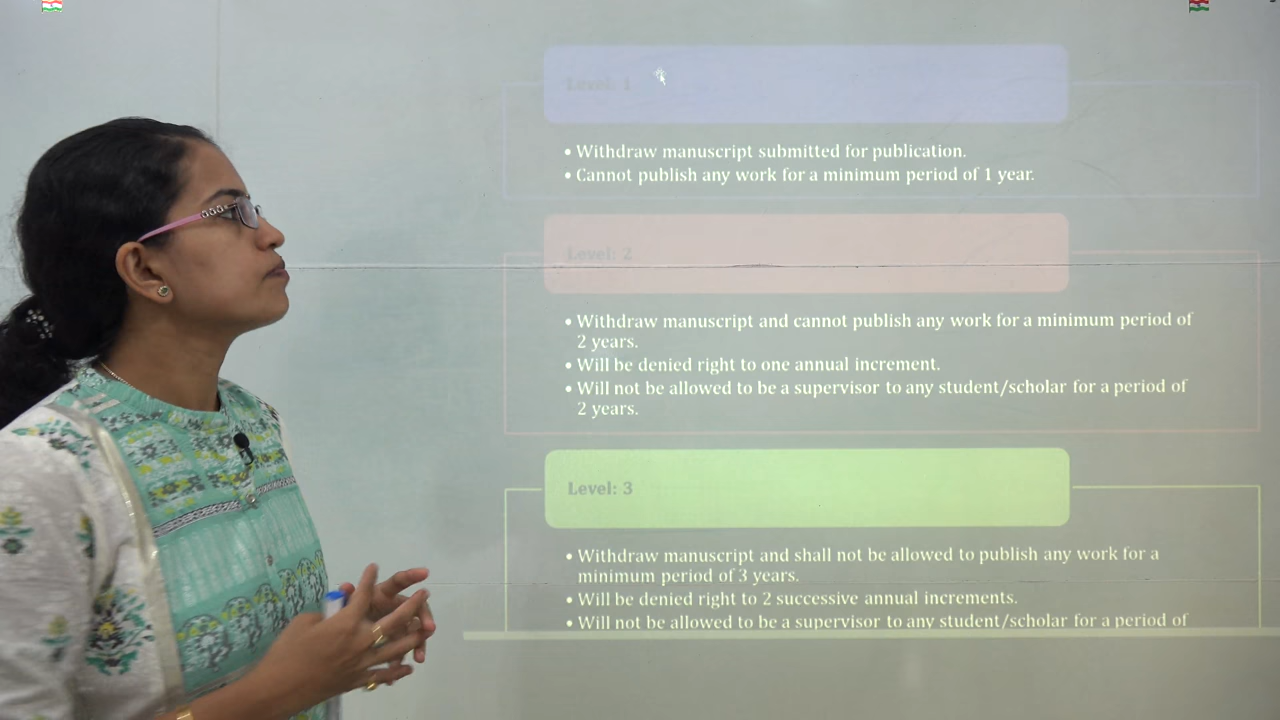 Level: 1
• Withdraw manuscript submitted for publication.
• Cannot publish any work for a minimum period of 1 year.
Level: 2
• Withdraw manuscript and cannot publish any work for a minimum period of
2 years.
• Will be denied right to one annual increment.
• Will not be allowed to be a supervisor to any student/scholar for a period of
2 years.
Level: 3
• Withdraw manuscript and shall not be allowed to publish any work for a
minimum period of 3 years.
• Will be denied right to 2 successive annual increments.
• Will not be allowed to be a supervisor to any student/scholar for a period of